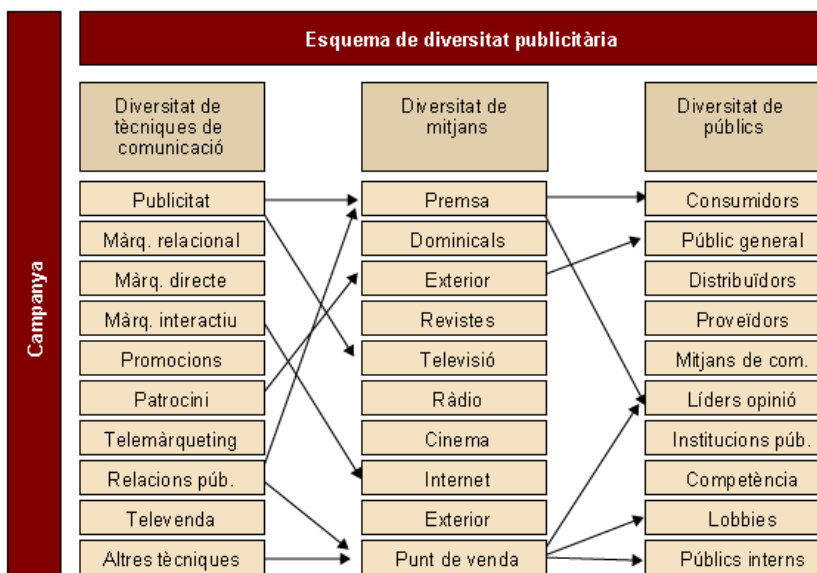 Campanya
Esquema de diversitat publicitària
Diversitat de
tècniques de
comunicació
Publicitat
Màrq. relacional
Màrq. directe
Màrq. interactiu
Promocions
Patrocini
Telemàrqueting
Relacions púb.
Televenda
Altres tècniques
Diversitat de
mitjans
Premsa
Dominicals
Exterior
Revistes
Televisió
Ràdio
Cinema
Internet
Exterior
Punt de venda
Diversitat de
públics
Consumidors
Públic general
Distribuïdors
Proveïdors
Mitjans de com.
Líders opinió
Institucions púb.
Competència
Lobbies
Públics interns